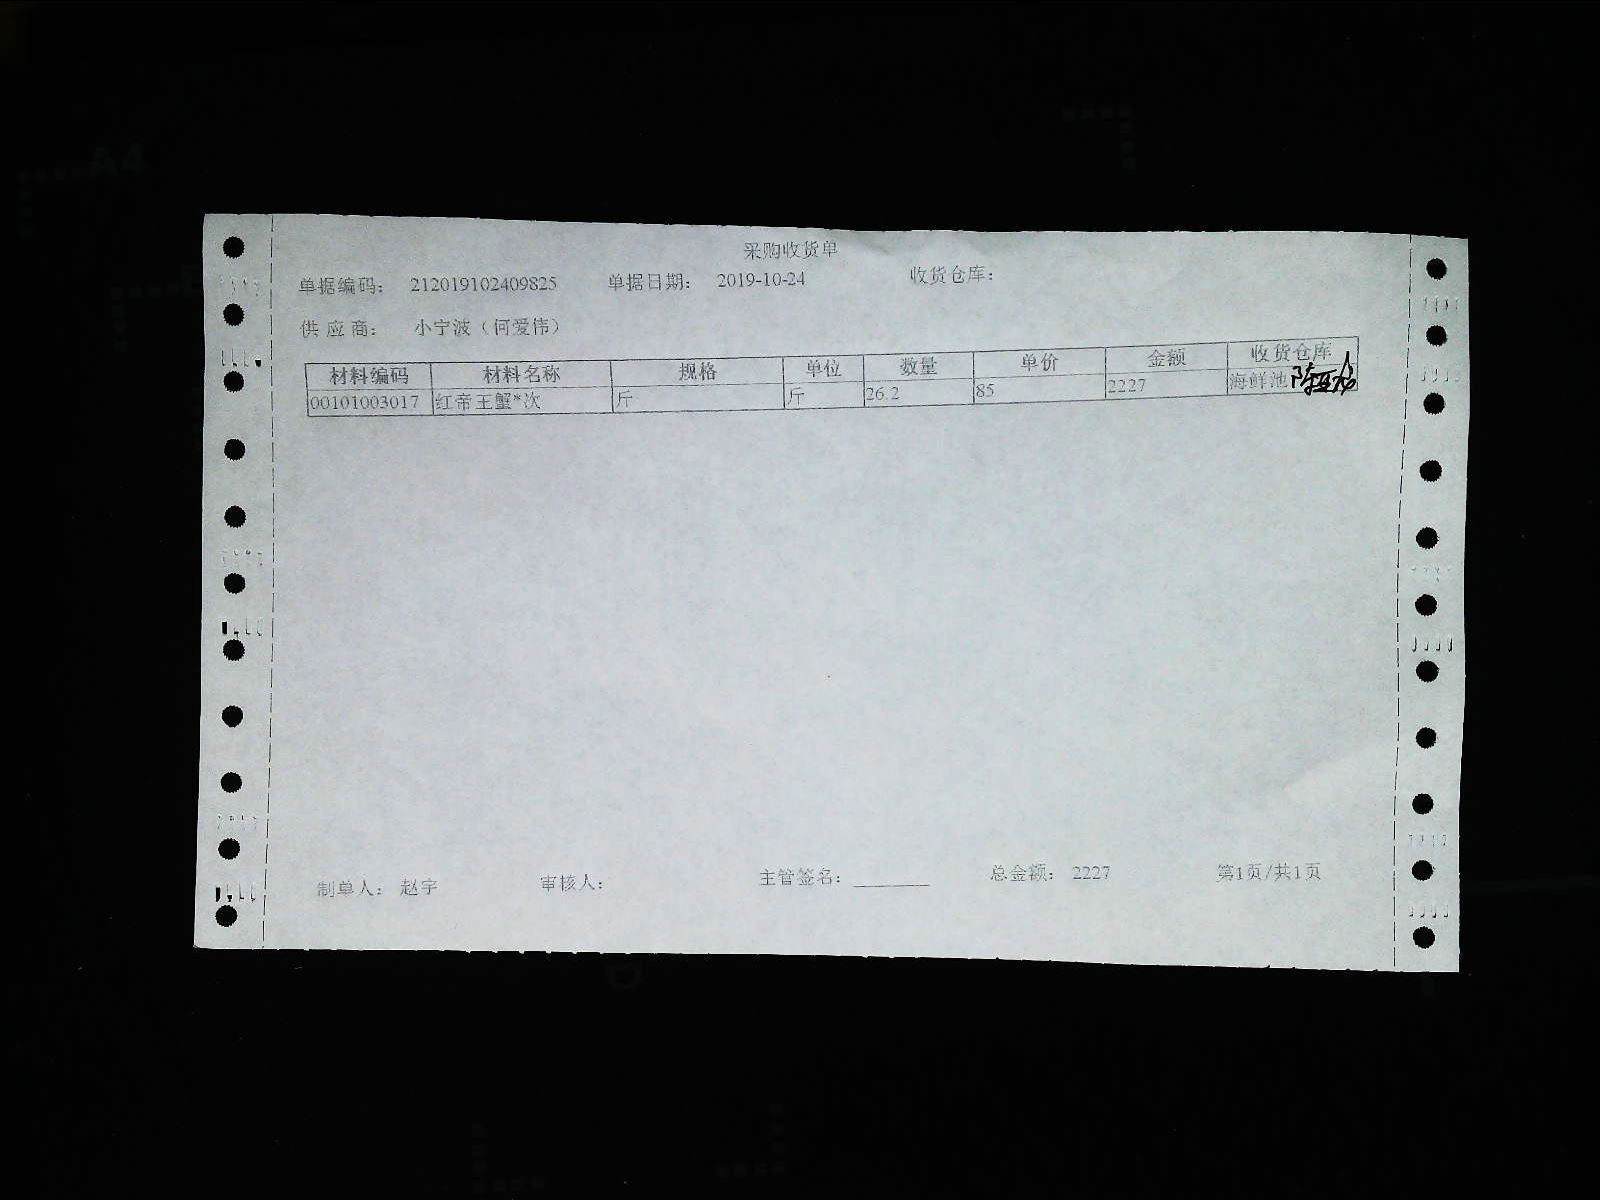 采购收货单
单据编码： 212019102409825 单据日期： 2019-10-24 收货仓库：
供 应 商： 小宁波（何爱伟）
材料编码 材料名称 规格 单位 数量 单价 金额 收货仓库
00101003017 红帝王蟹*次 斤 斤 26.2 85 2227 海鲜池
制单人： 赵宇 审核人： 主管签名：________ 总金额： 2227 第1页/共1页